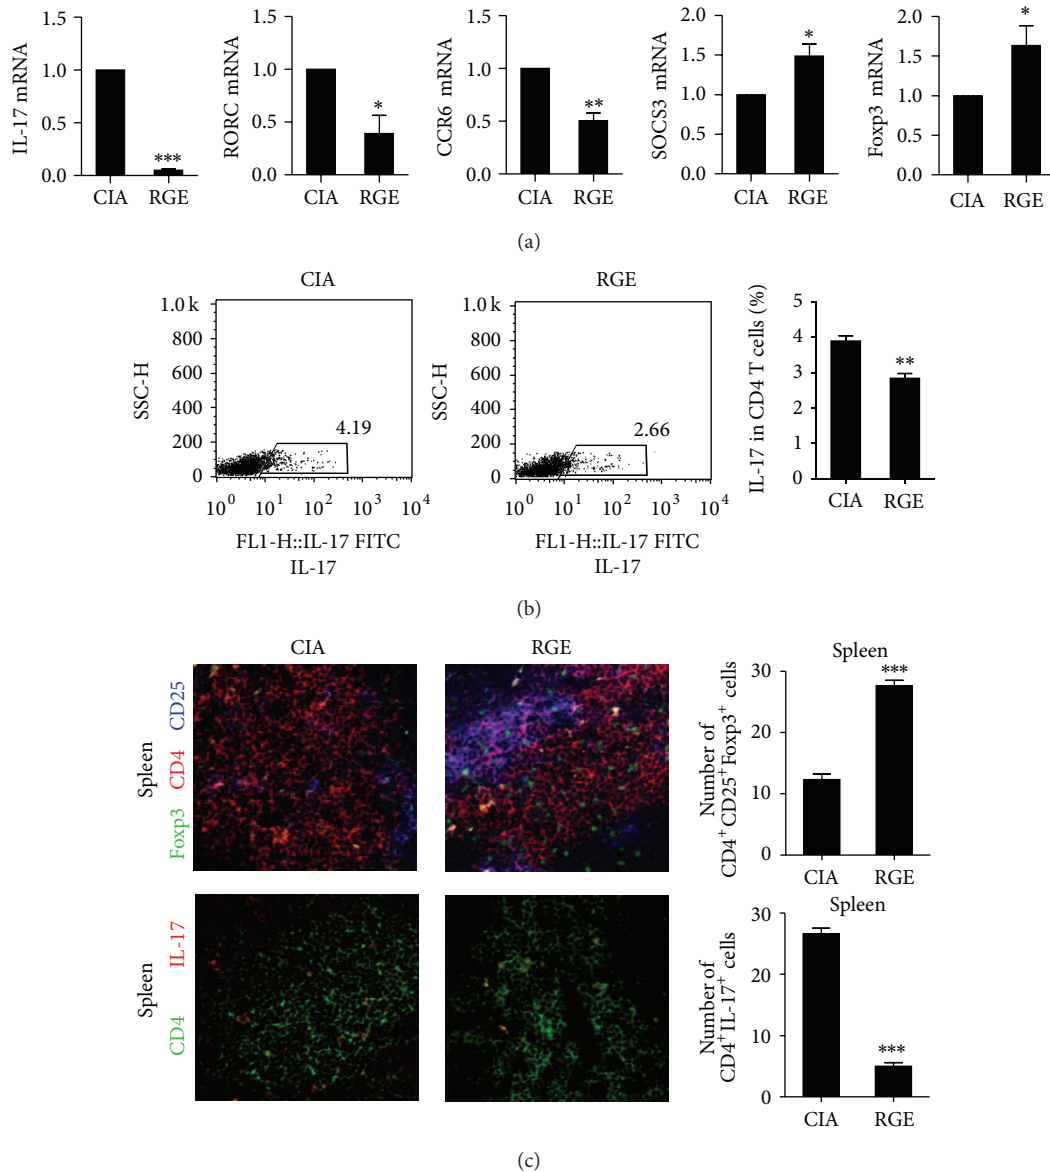 IL-17 mRNA
1.5
1.0
0.5
0.0
***
CIA RGE
RORC mRNA
1.5
1.0
0.5
0.0
*
CIA RGE
CCR6 mRNA
1.5
1.0
0.5
0.0
**
CIA RGE
SOCS3 mRNA
2.0
1.5
1.0
0.5
0.0
*
CIA RGE
Foxp3 mRNA
2.0
1.5
1.0
0.5
0.0
*
CIA RGE
(a)
CIA
SSC-H
1.0 k
800
600
400
200
0
4.19
10^0 10^1 10^2 10^3 10^4
FL1-H::IL-17 FITC
IL-17
RGE
SSC-H
1.0 k
800
600
400
200
0
2.66
10^0 10^1 10^2 10^3 10^4
FL1-H::IL-17 FITC
IL-17
IL-17 in CD4 T cells (%)
5
4
3
2
1
0
**
CIA RGE
(b)
CIA
RGE
Spleen
Foxp3 CD4 CD25
Spleen
Number of
CD4⁺CD25⁺Foxp3⁺ cells
30
20
10
0
***
CIA RGE
Spleen
CD4 IL-17
Spleen
Number of
CD4⁺IL-17⁺ cells
30
20
10
0
***
CIA RGE
(c)